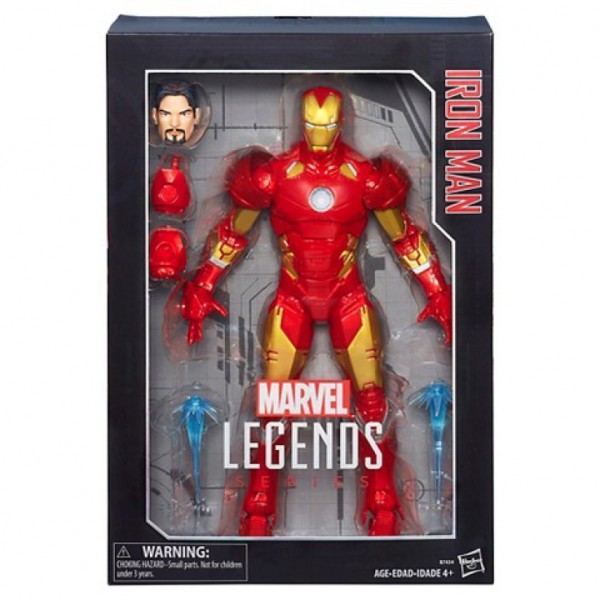 IRON MAN
MARVEL
LEGENDS
SERIES
WARNING:
CHOKING HAZARD- Small parts. Not for children
under 3 years.
B7434
Hasbro
AGE•EDAD•IDADE 4+